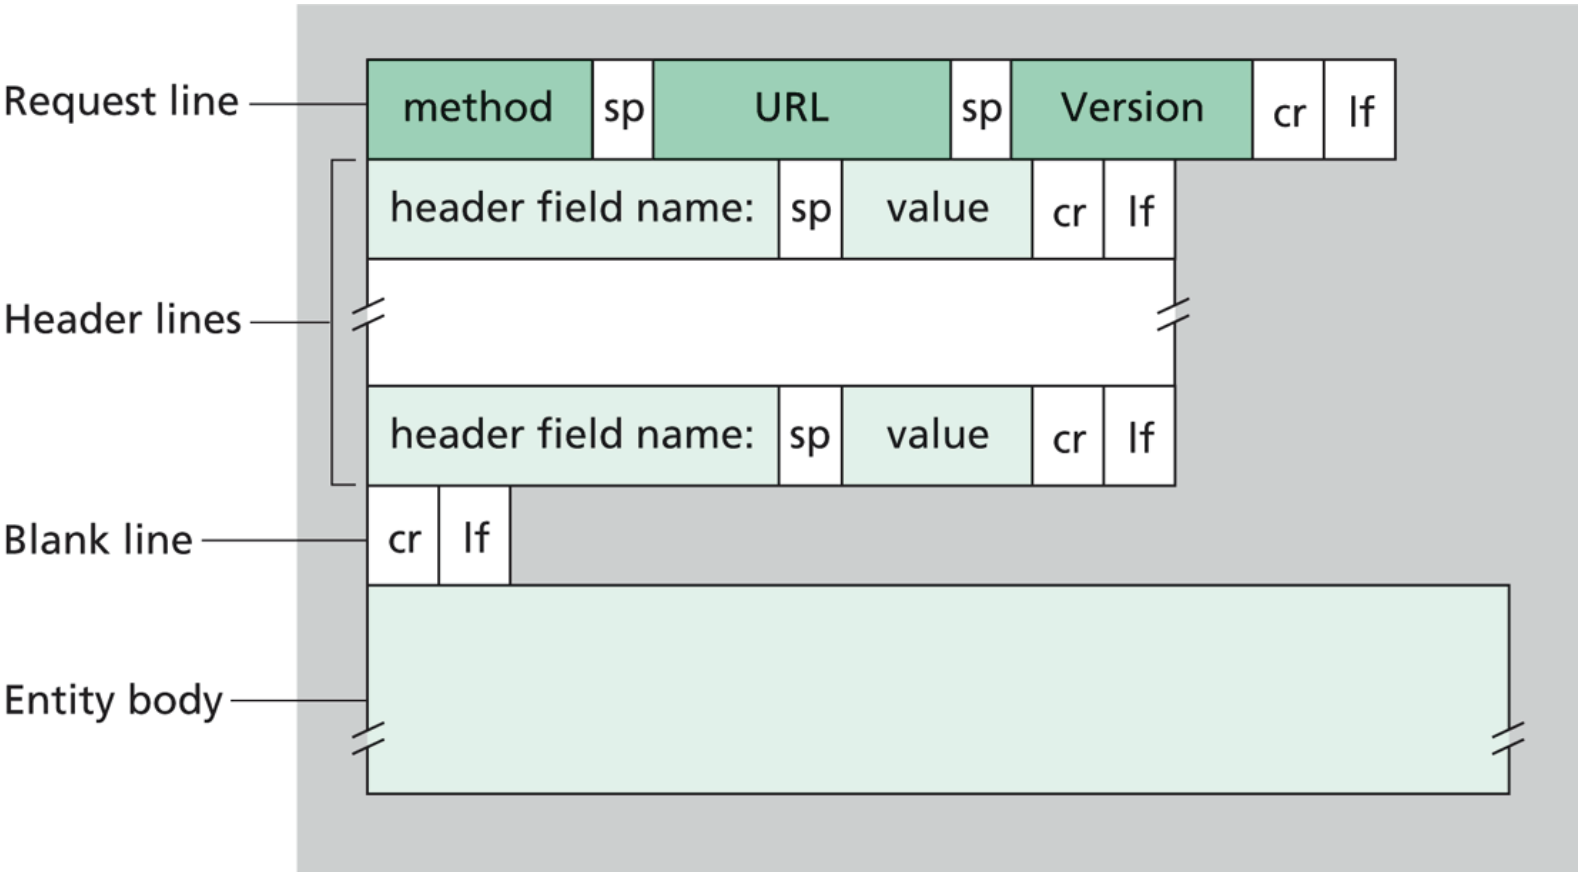 Request line method sp URL sp Version cr lf
header field name: sp value cr lf
Header lines
header field name: sp value cr lf
Blank line cr lf
Entity body